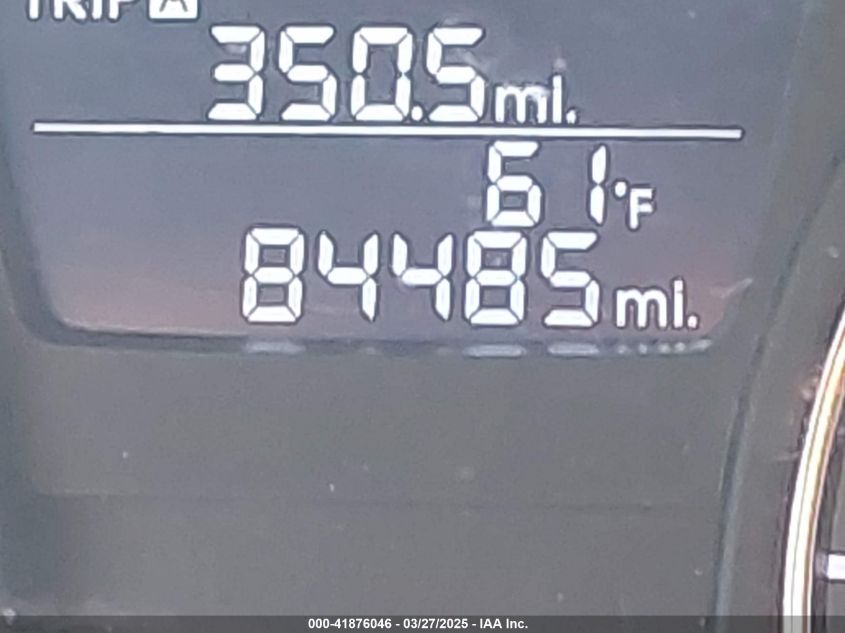 TRIP A
350.5 mi.
61°F
84485 mi.
000-41876046 - 03/27/2025 - IAA Inc.